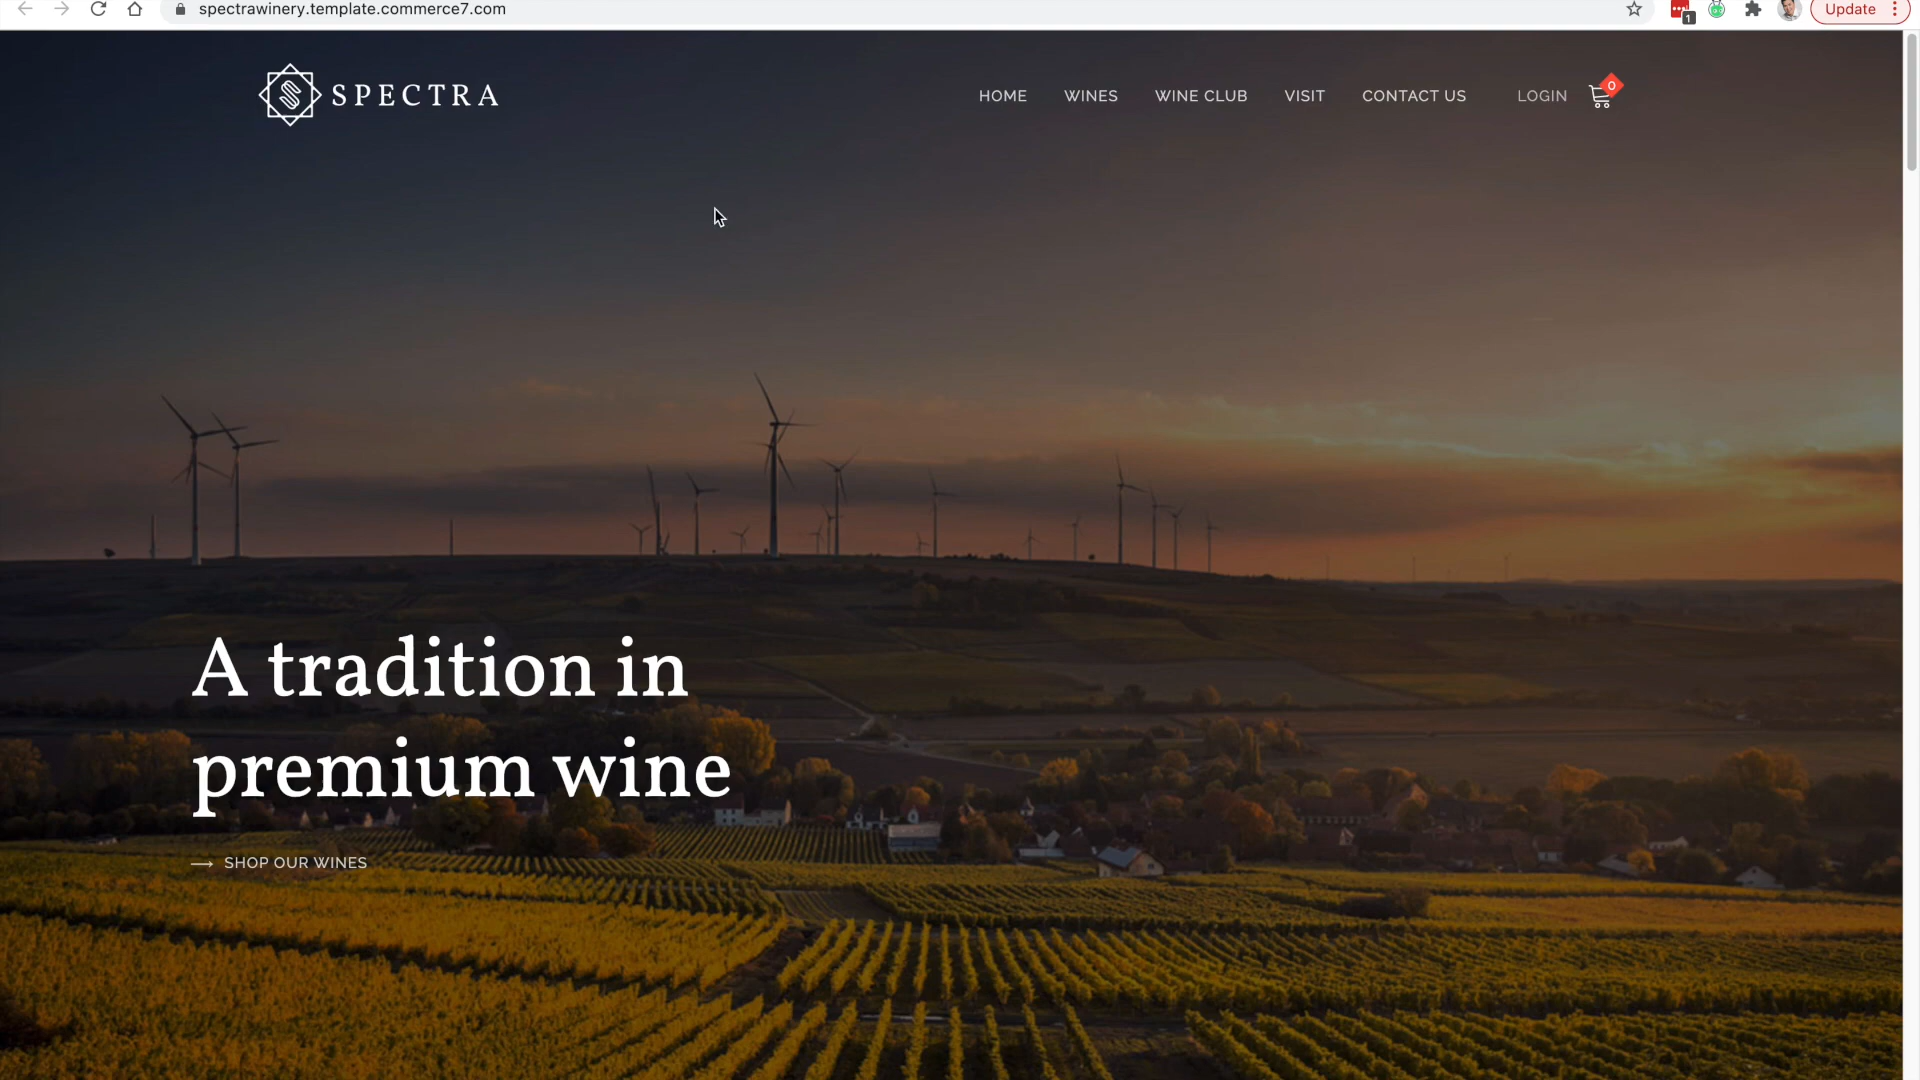 spectrawinery.template.commerce7.com
1
Update
SPECTRA
HOME WINES WINE CLUB VISIT CONTACT US LOGIN 0
A tradition in
premium wine
SHOP OUR WINES